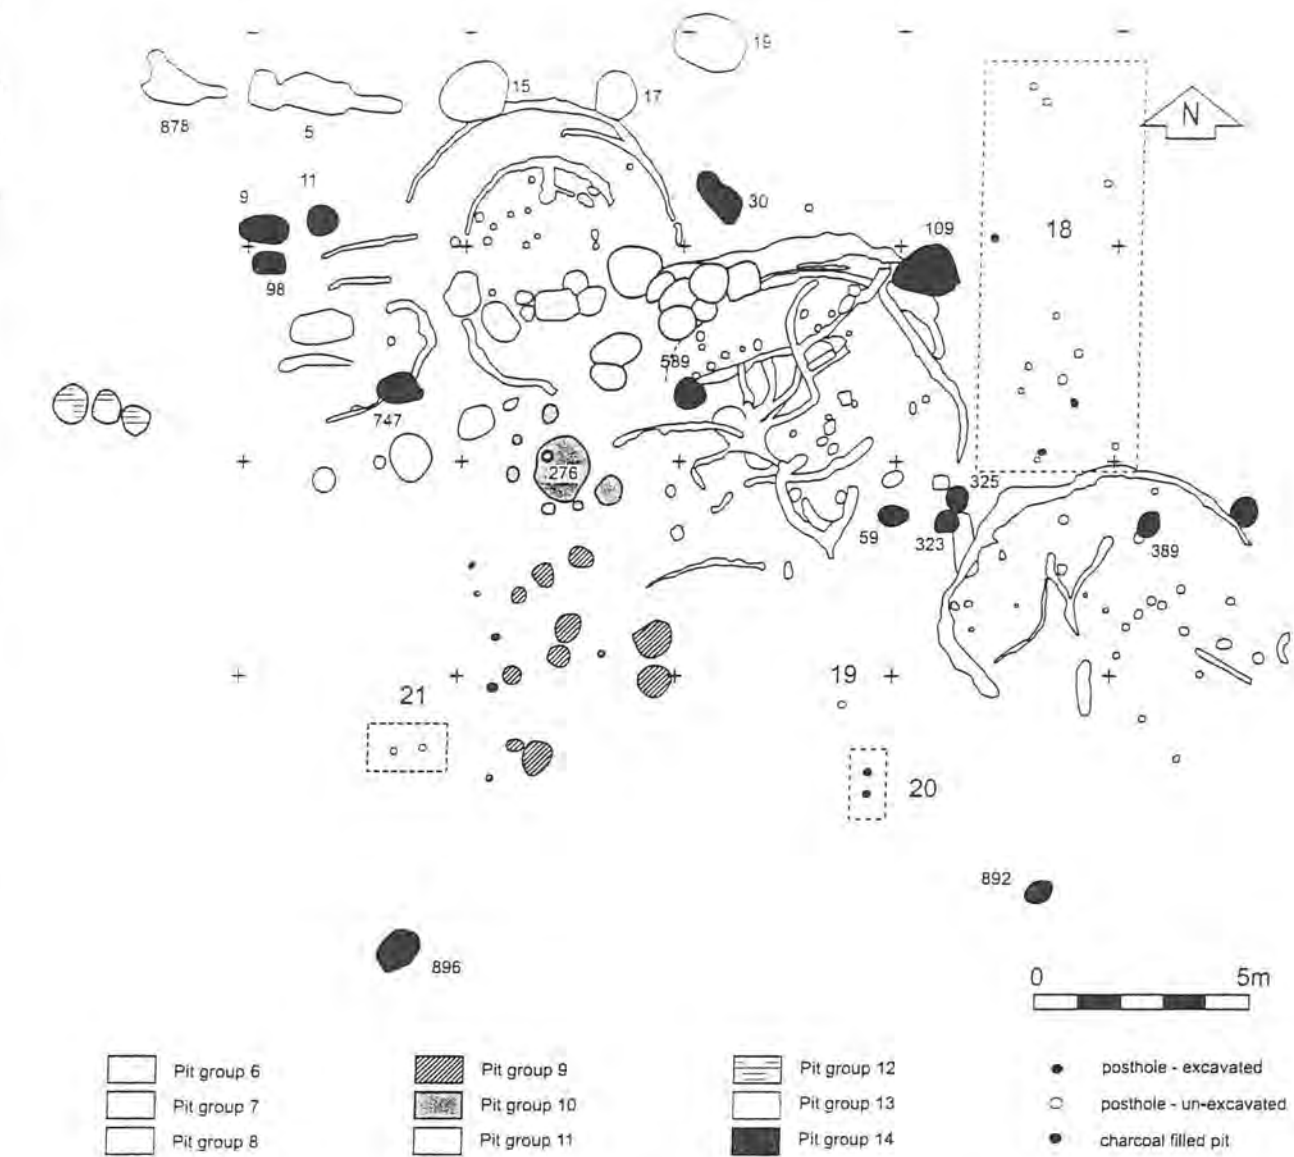 19
15
17
878
5
N
9
11
30
109
18
98
589
747
276
325
59
323
389
21
19
20
892
896
0 5m
Pit group 6
Pit group 9
Pit group 12
posthole - excavated
Pit group 7
Pit group 10
Pit group 13
posthole - un-excavated
Pit group 8
Pit group 11
Pit group 14
charcoal filled pit